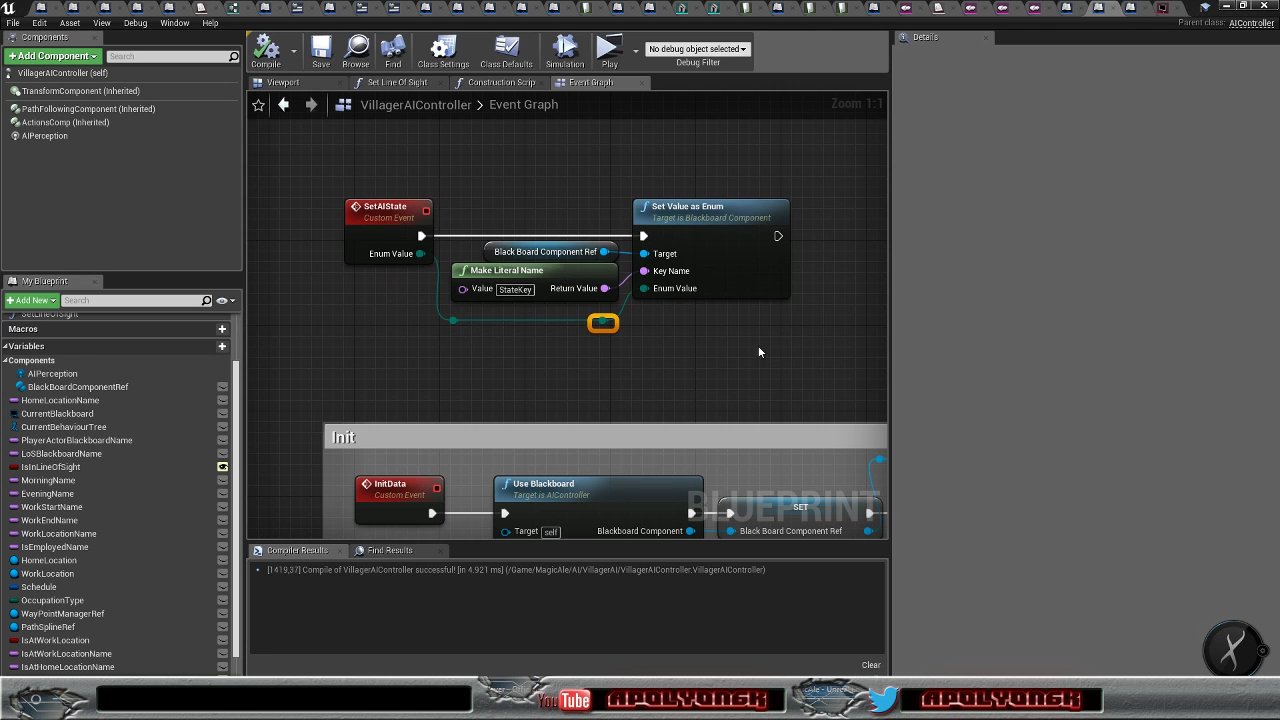 File Edit Asset View Debug Window Help
Parent class: AIController
Components
Add Component
Search
VillagerAIController (self)
TransformComponent (Inherited)
PathFollowingComponent (Inherited)
ActionsComp (Inherited)
AIPerception
My Blueprint
Add New
Search
SetLineOfSight
Macros
Variables
Components
AIPerception
BlackBoardComponentRef
HomeLocationName
CurrentBlackboard
CurrentBehaviourTree
PlayerActorBlackboardName
LoSBlackboardName
IsInLineOfSight
MorningName
EveningName
WorkStartName
WorkEndName
WorkLocationName
IsEmployedName
HomeLocation
WorkLocation
Schedule
OccupationType
WayPointManagerRef
PathSplineRef
IsAtWorkLocation
IsAtWorkLocationName
IsAtHomeLocationName
Compile Save Browse Find Class Settings Class Defaults Simulation Play
No debug object selected
Debug Filter
Viewport Set Line Of Sight Construction Scrip Event Graph
VillagerAIController > Event Graph
Zoom 1:1
SetAIState
Custom Event
Enum Value
Black Board Component Ref
Make Literal Name
Value StateKey Return Value
Set Value as Enum
Target is Blackboard Component
Target
Key Name
Enum Value
Init
InitData
Custom Event
Use Blackboard
Target is AIController
Target self Blackboard Component
SET
Black Board Component Ref
BLUEPRINT
Compiler Results Find Results
[1419,37] Compile of VillagerAIController successful! [in 4.921 ms] (/Game/MagicAle/AI/VillagerAI/VillagerAIController.VillagerAIController)
Clear
Details
YouTube APOLYONGK
APOLYONGK